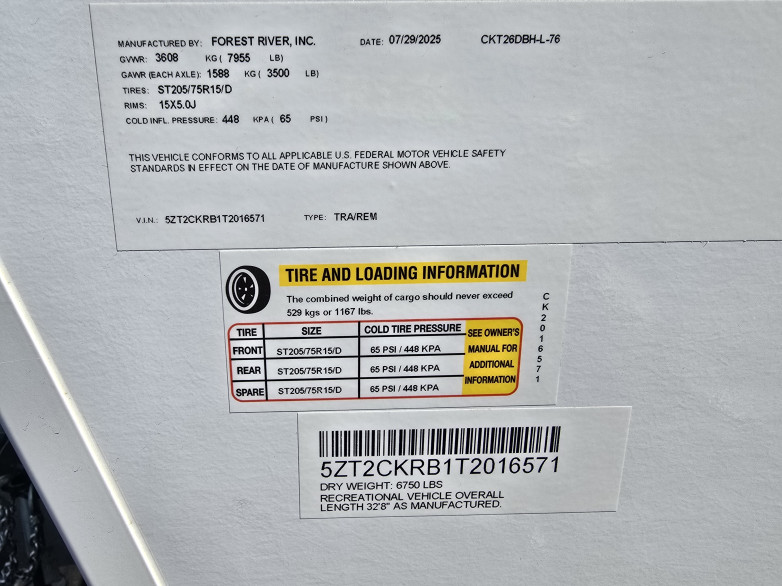 MANUFACTURED BY: FOREST RIVER, INC. DATE: 07/29/2025 CKT26DBH-L-76
GVWR: 3608 KG ( 7955 LB)
GAWR (EACH AXLE): 1588 KG ( 3500 LB)
TIRES: ST205/75R15/D
RIMS: 15X5.0J
COLD INFL. PRESSURE: 448 KPA ( 65 PSI )
THIS VEHICLE CONFORMS TO ALL APPLICABLE U.S. FEDERAL MOTOR VEHICLE SAFETY
STANDARDS IN EFFECT ON THE DATE OF MANUFACTURE SHOWN ABOVE.
V.I.N.: 5ZT2CKRB1T2016571 TYPE: TRA/REM
TIRE AND LOADING INFORMATION
The combined weight of cargo should never exceed
529 kgs or 1167 lbs.
TIRE SIZE COLD TIRE PRESSURE SEE OWNER'S
FRONT ST205/75R15/D 65 PSI / 448 KPA MANUAL FOR
REAR ST205/75R15/D 65 PSI / 448 KPA ADDITIONAL
SPARE ST205/75R15/D 65 PSI / 448 KPA INFORMATION
CK2016571
5ZT2CKRB1T2016571
DRY WEIGHT: 6750 LBS
RECREATIONAL VEHICLE OVERALL
LENGTH 32'8" AS MANUFACTURED.